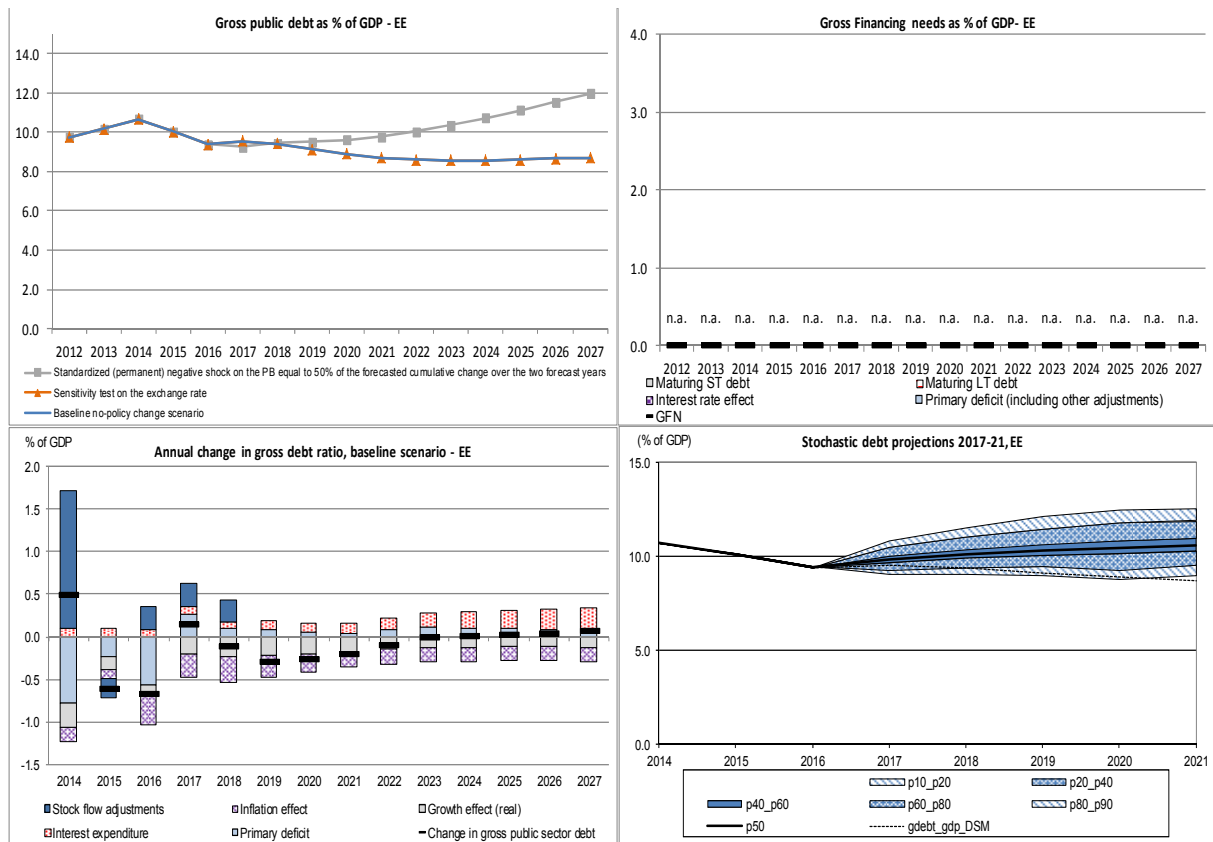 Gross public debt as % of GDP - EE
14.0
12.0
10.0
8.0
6.0
4.0
2.0
0.0
2012 2013 2014 2015 2016 2017 2018 2019 2020 2021 2022 2023 2024 2025 2026 2027
Standardized (permanent) negative shock on the PB equal to 50% of the forecasted cumulative change over the two forecast years
Sensitivity test on the exchange rate
Baseline no-policy change scenario
Gross Financing needs as % of GDP- EE
4.0
3.0
2.0
1.0
n.a. n.a. n.a. n.a. n.a. n.a. n.a. n.a. n.a. n.a. n.a. n.a. n.a. n.a. n.a. n.a.
0.0
2012 2013 2014 2015 2016 2017 2018 2019 2020 2021 2022 2023 2024 2025 2026 2027
Maturing ST debt Maturing LT debt
Interest rate effect Primary deficit (including other adjustments)
GFN
% of GDP
Annual change in gross debt ratio, baseline scenario - EE
2.0
1.5
1.0
0.5
0.0
-0.5
-1.0
-1.5
2014 2015 2016 2017 2018 2019 2020 2021 2022 2023 2024 2025 2026 2027
Stock flow adjustments Inflation effect Growth effect (real)
Interest expenditure Primary deficit Change in gross public sector debt
(% of GDP)
Stochastic debt projections 2017-21, EE
15.0
10.0
5.0
0.0
2014 2015 2016 2017 2018 2019 2020 2021
p10_p20 p20_p40
p40_p60 p60_p80 p80_p90
p50 gdebt_gdp_DSM